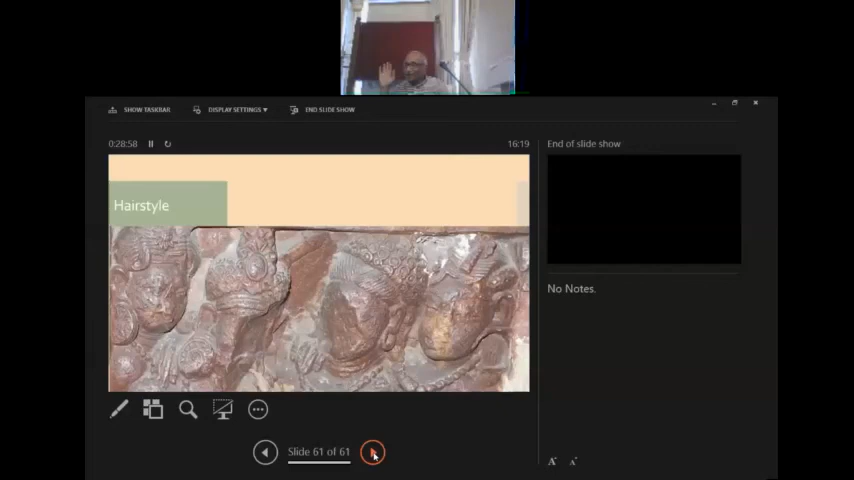 SHOW TASKBAR DISPLAY SETTINGS ▼ END SLIDE SHOW
0:28:58
16:19
End of slide show
Hairstyle
No Notes.
Slide 61 of 61
A A